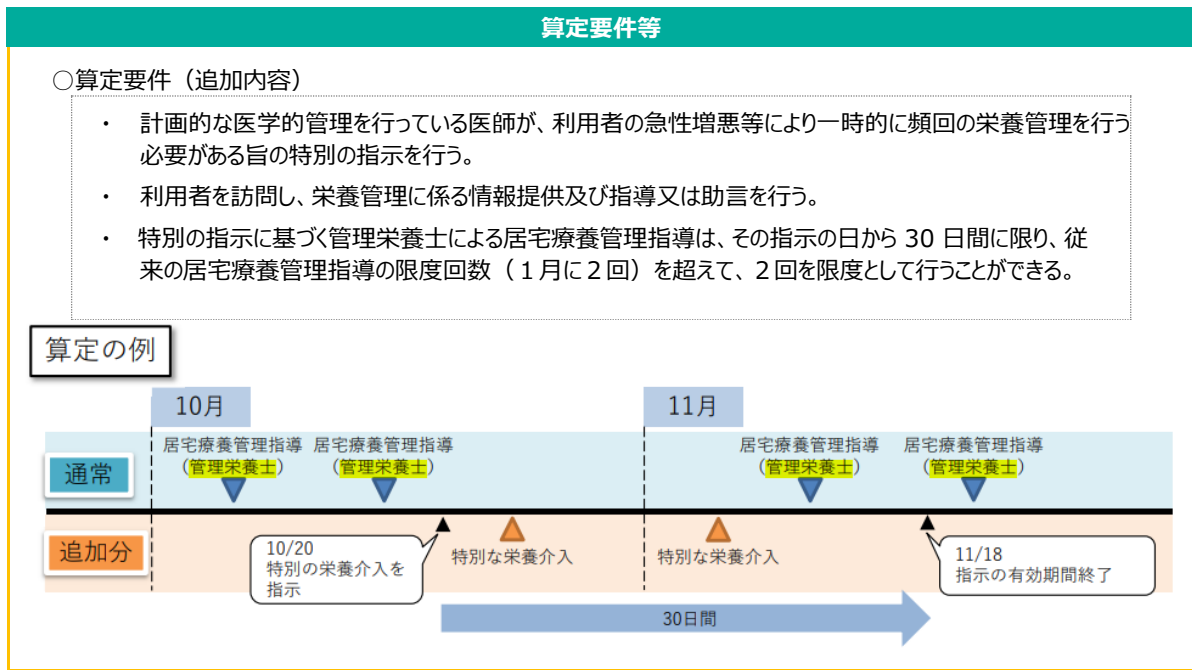 算定要件等
○算定要件（追加内容）
・ 計画的な医学的管理を行っている医師が、利用者の急性増悪等により一時的に頻回の栄養管理を行う
必要がある旨の特別の指示を行う。
・ 利用者を訪問し、栄養管理に係る情報提供及び指導又は助言を行う。
・ 特別の指示に基づく管理栄養士による居宅療養管理指導は、その指示の日から 30 日間に限り、従
来の居宅療養管理指導の限度回数（１月に２回）を超えて、２回を限度として行うことができる。
算定の例
10月
11月
居宅療養管理指導 居宅療養管理指導
居宅療養管理指導
居宅療養管理指導
（管理栄養士）
（管理栄養士）
（管理栄養士）
（管理栄養士）
通常
追加分
10/20
特別の栄養介入を
指示
特別な栄養介入
特別な栄養介入
11/18
指示の有効期間終了
30日間